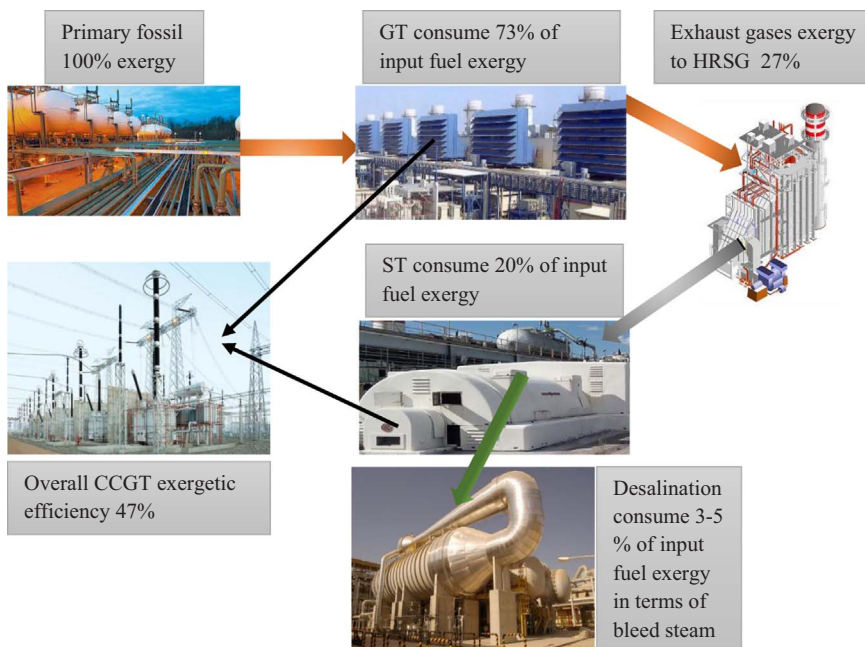 Primary fossil
100% exergy
GT consume 73% of
input fuel exergy
Exhaust gases exergy
to HRSG  27%
ST consume 20% of input
fuel exergy
Overall CCGT exergetic
efficiency 47%
Desalination
consume 3-5
% of input
fuel exergy
in terms of
bleed steam